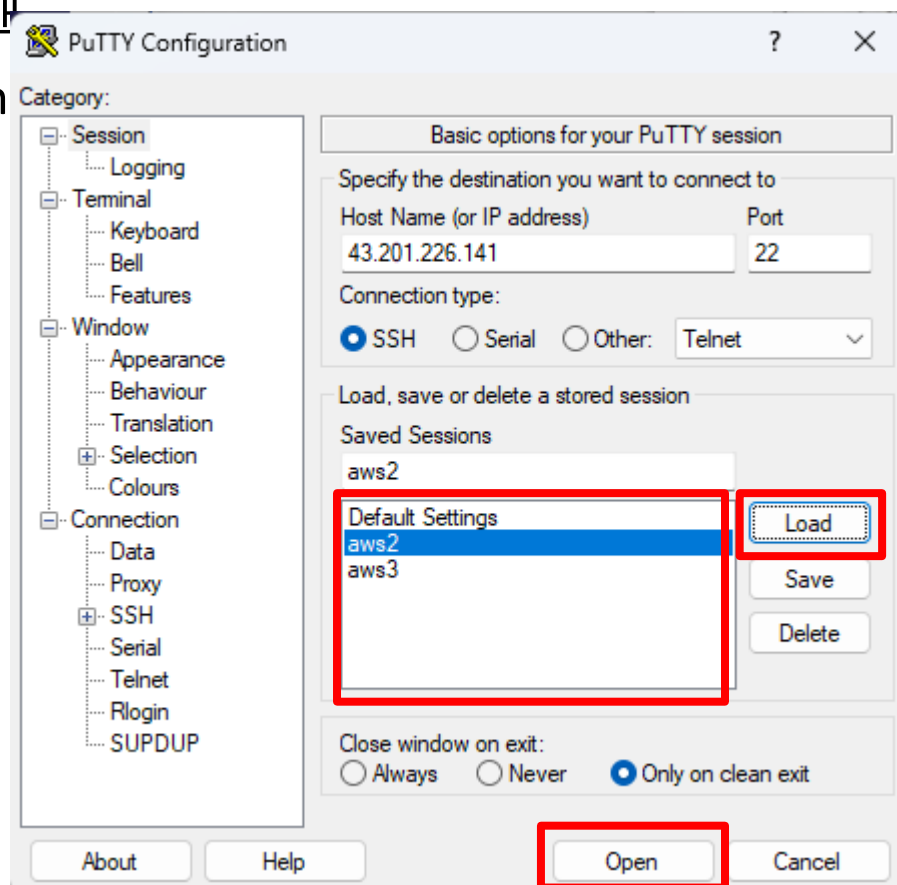 PuTTY Configuration
?
Category:
Session
Logging
Terminal
Keyboard
Bell
Features
Window
Appearance
Behaviour
Translation
Selection
Colours
Connection
Data
Proxy
SSH
Serial
Telnet
Rlogin
SUPDUP
Basic options for your PuTTY session
Specify the destination you want to connect to
Host Name (or IP address) Port
43.201.226.141 22
Connection type:
SSH Serial Other: Telnet
Load, save or delete a stored session
Saved Sessions
aws2
Default Settings
aws2
aws3
Load
Save
Delete
Close window on exit:
Always Never Only on clean exit
About Help Open Cancel